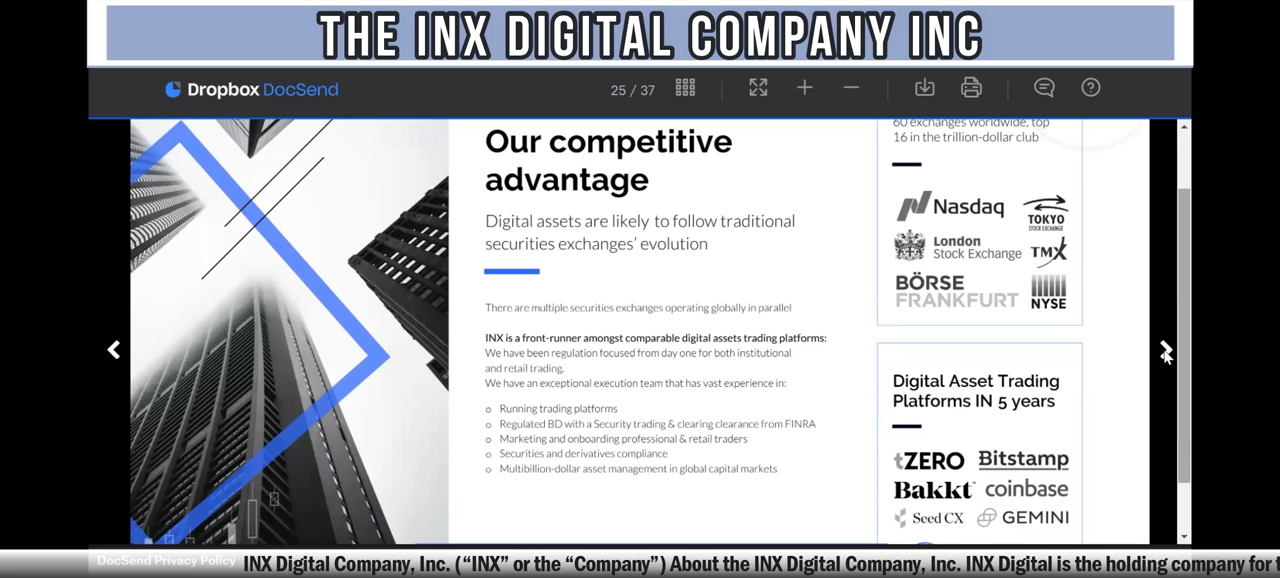 THE INX DIGITAL COMPANY INC
Dropbox DocSend
25 / 37
Our competitive
advantage
Digital assets are likely to follow traditional
securities exchanges' evolution
There are multiple securities exchanges operating globally in parallel
INX is a front-runner amongst comparable digital assets trading platforms:
We have been regulation focused from day one for both institutional
and retail trading.
We have an exceptional execution team that has vast experience in:
o Running trading platforms
o Regulated BD with a Security trading & clearing clearance from FINRA
o Marketing and onboarding professional & retail traders
o Securities and derivatives compliance
o Multibillion-dollar asset management in global capital markets
60 exchanges worldwide, top
16 in the trillion-dollar club
Nasdaq
TOKYO
STOCK EXCHANGE
London
Stock Exchange
TMX
BÖRSE
FRANKFURT
NYSE
Digital Asset Trading
Platforms IN 5 years
tZERO Bitstamp
Bakkt coinbase
Seed CX GEMINI
DocSend Privacy Policy
INX Digital Company, Inc. (“INX” or the “Company”) About the INX Digital Company, Inc. INX Digital is the holding company for